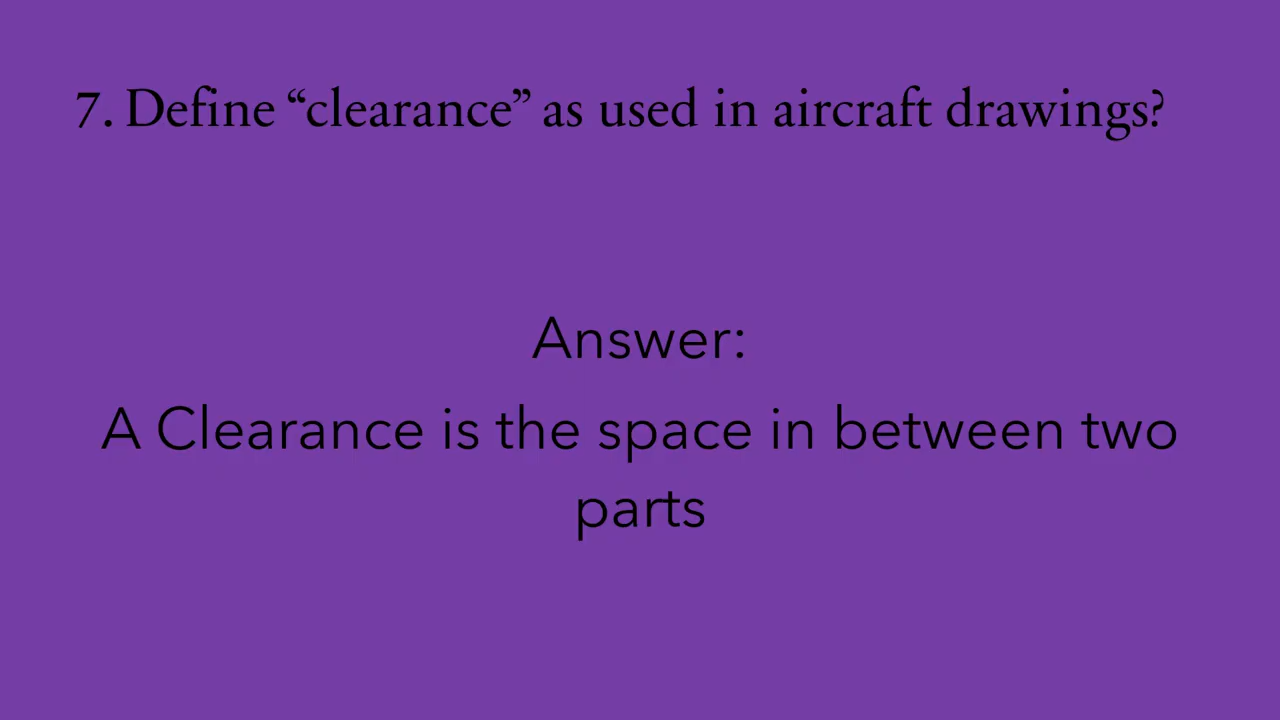 7. Define “clearance” as used in aircraft drawings?
Answer:
A Clearance is the space in between two
parts